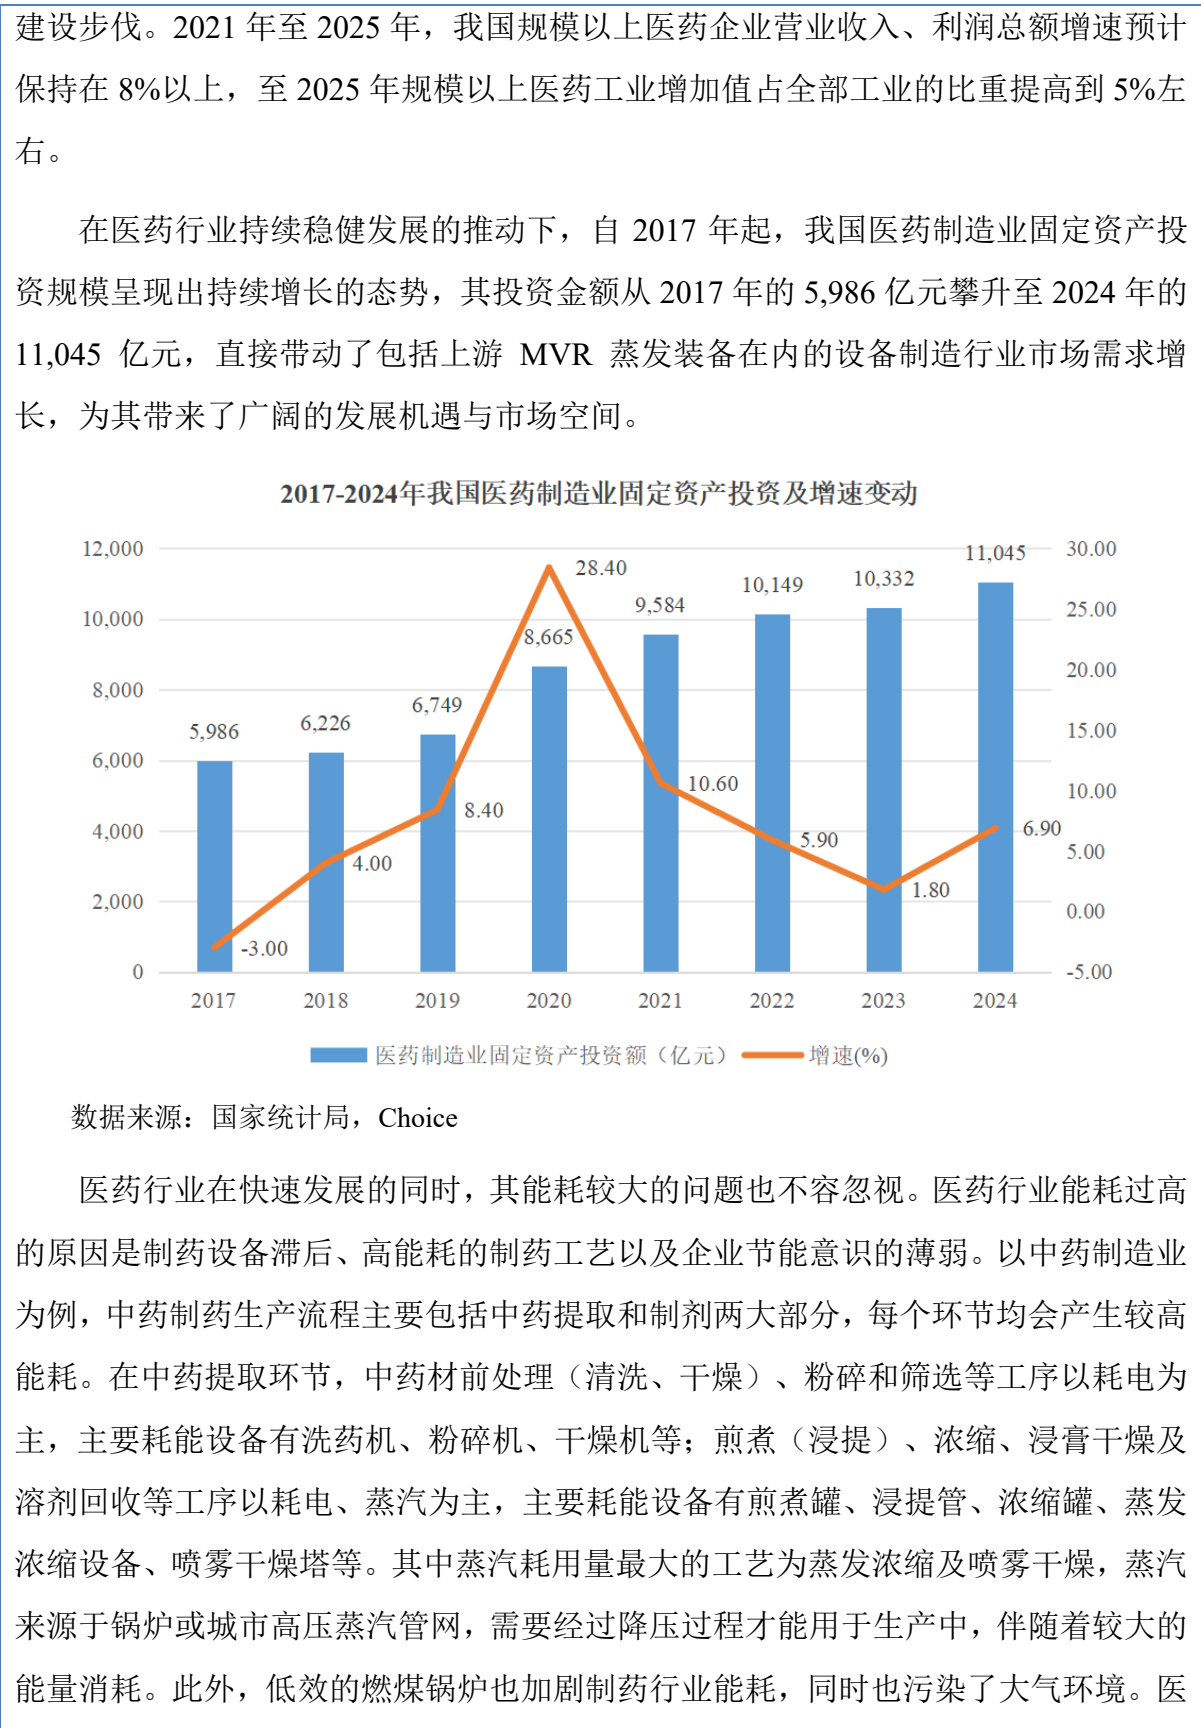 建设步伐。2021 年至 2025 年，我国规模以上医药企业营业收入、利润总额增速预计
保持在 8%以上，至 2025 年规模以上医药工业增加值占全部工业的比重提高到 5%左
右。
在医药行业持续稳健发展的推动下，自 2017 年起，我国医药制造业固定资产投
资规模呈现出持续增长的态势，其投资金额从 2017 年的 5,986 亿元攀升至 2024 年的
11,045 亿元，直接带动了包括上游 MVR 蒸发装备在内的设备制造行业市场需求增
长，为其带来了广阔的发展机遇与市场空间。
2017-2024年我国医药制造业固定资产投资及增速变动
12,000
10,000
8,000
6,000
4,000
2,000
0
5,986
6,226
6,749
8,665
9,584
10,149
10,332
11,045
-3.00
4.00
8.40
28.40
10.60
5.90
1.80
6.90
30.00
25.00
20.00
15.00
10.00
5.00
0.00
-5.00
2017 2018 2019 2020 2021 2022 2023 2024
医药制造业固定资产投资额（亿元） 增速(%)
数据来源：国家统计局，Choice
医药行业在快速发展的同时，其能耗较大的问题也不容忽视。医药行业能耗过高
的原因是制药设备滞后、高能耗的制药工艺以及企业节能意识的薄弱。以中药制造业
为例，中药制药生产流程主要包括中药提取和制剂两大部分，每个环节均会产生较高
能耗。在中药提取环节，中药材前处理（清洗、干燥）、粉碎和筛选等工序以耗电为
主，主要耗能设备有洗药机、粉碎机、干燥机等；煎煮（浸提）、浓缩、浸膏干燥及
溶剂回收等工序以耗电、蒸汽为主，主要耗能设备有煎煮罐、浸提管、浓缩罐、蒸发
浓缩设备、喷雾干燥塔等。其中蒸汽耗用量最大的工艺为蒸发浓缩及喷雾干燥，蒸汽
来源于锅炉或城市高压蒸汽管网，需要经过降压过程才能用于生产中，伴随着较大的
能量消耗。此外，低效的燃煤锅炉也加剧制药行业能耗，同时也污染了大气环境。医